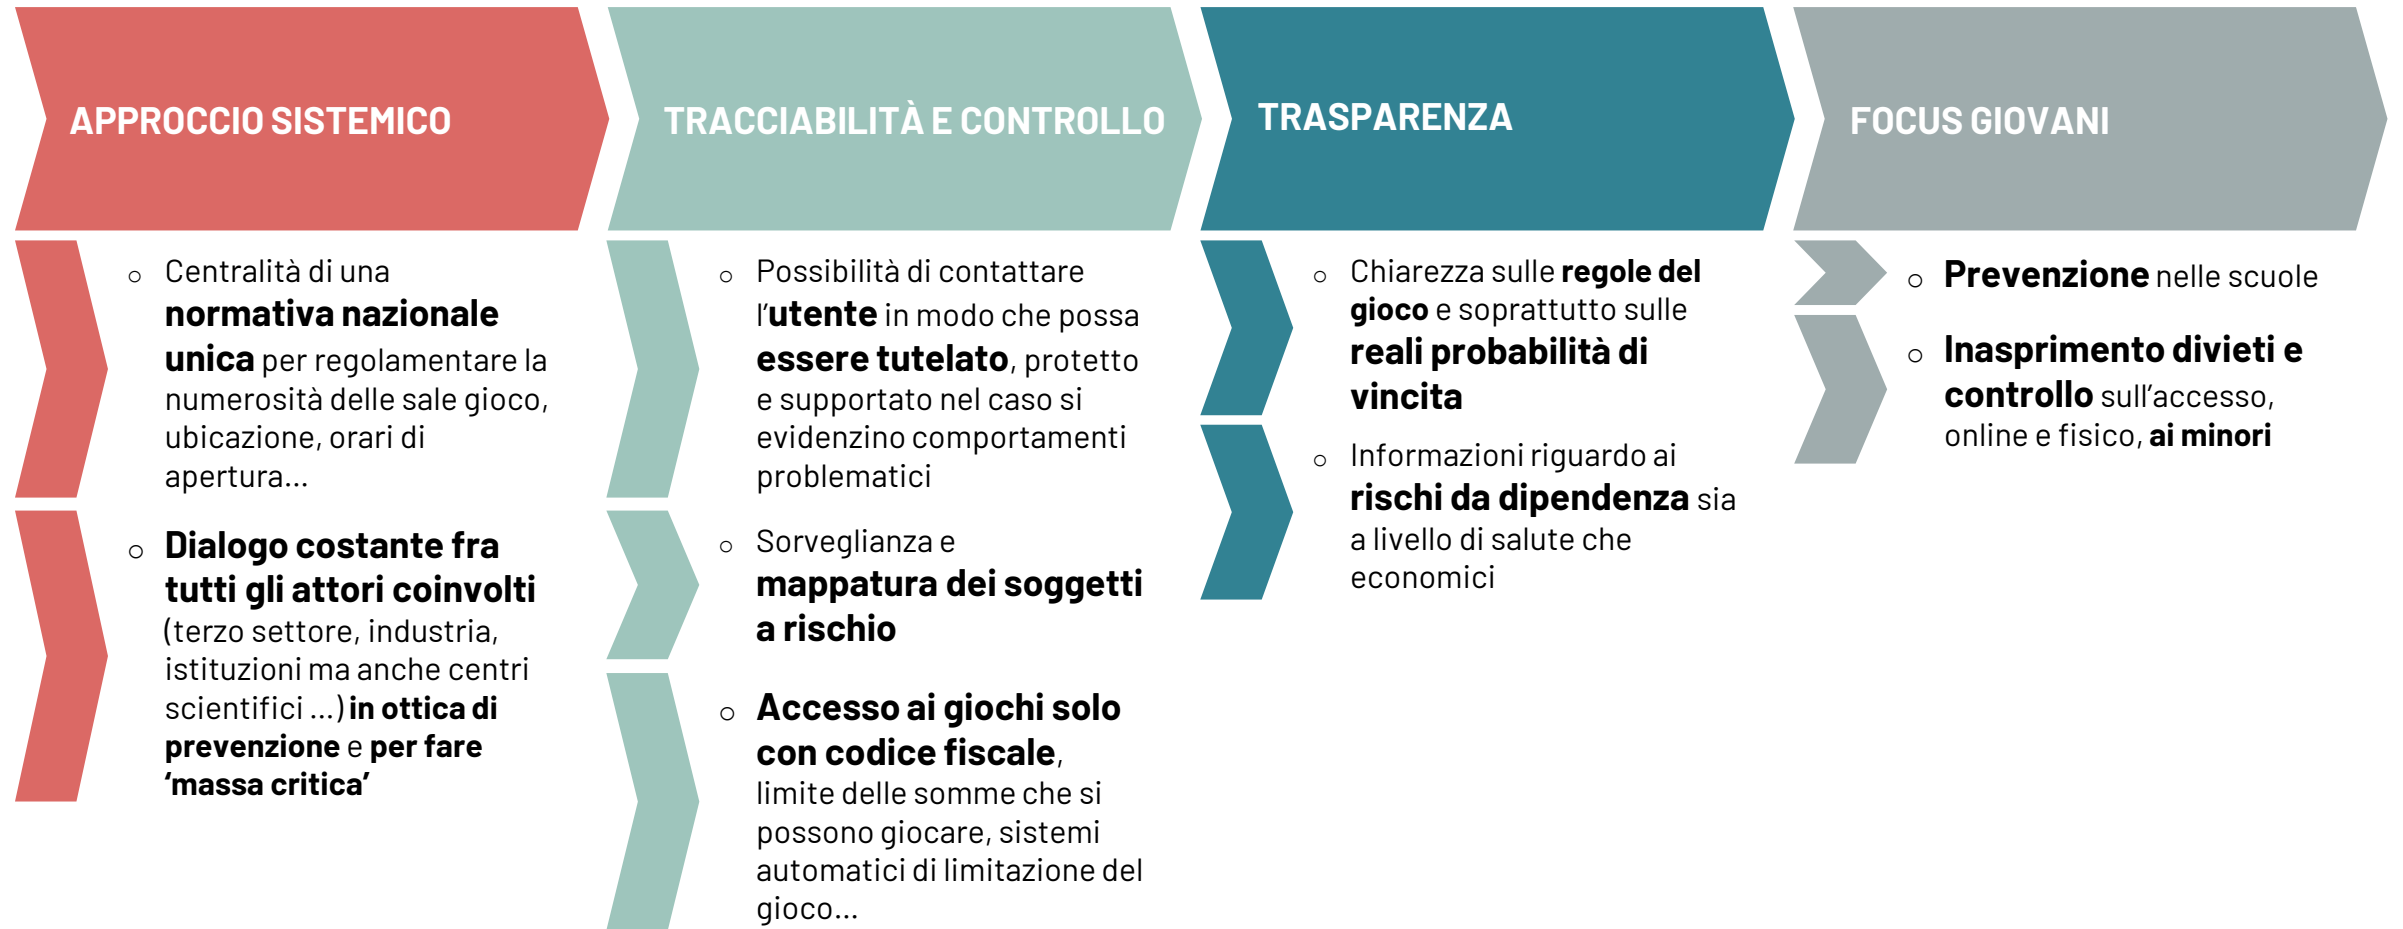 APPROCCIO SISTEMICO
○ Centralità di una
normativa nazionale
unica per regolamentare la
numerosità delle sale gioco,
ubicazione, orari di
apertura...
○ Dialogo costante fra
tutti gli attori coinvolti
(terzo settore, industria,
istituzioni ma anche centri
scientifici ...) in ottica di
prevenzione e per fare
‘massa critica’
TRACCIABILITÀ E CONTROLLO
○ Possibilità di contattare
l’utente in modo che possa
essere tutelato, protetto
e supportato nel caso si
evidenzino comportamenti
problematici
○ Sorveglianza e
mappatura dei soggetti
a rischio
○ Accesso ai giochi solo
con codice fiscale,
limite delle somme che si
possono giocare, sistemi
automatici di limitazione del
gioco...
TRASPARENZA
○ Chiarezza sulle regole del
gioco e soprattutto sulle
reali probabilità di
vincita
○ Informazioni riguardo ai
rischi da dipendenza sia
a livello di salute che
economici
FOCUS GIOVANI
○ Prevenzione nelle scuole
○ Inasprimento divieti e
controllo sull’accesso,
online e fisico, ai minori